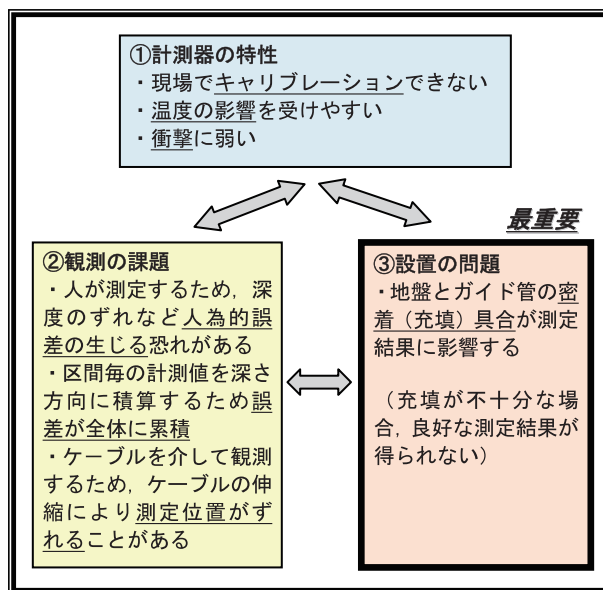 ①計測器の特性
・現場でキャリブレーションできない
・温度の影響を受けやすい
・衝撃に弱い
最重要
②観測の課題
・人が測定するため，深
度のずれなど人為的誤
差の生じる恐れがある
・区間毎の計測値を深さ
方向に積算するため誤
差が全体に累積
・ケーブルを介して観測
するため，ケーブルの伸
縮により測定位置がず
れることがある
③設置の問題
・地盤とガイド管の密
着（充填）具合が測定
結果に影響する
（充填が不十分な場
合，良好な測定結果が
得られない）